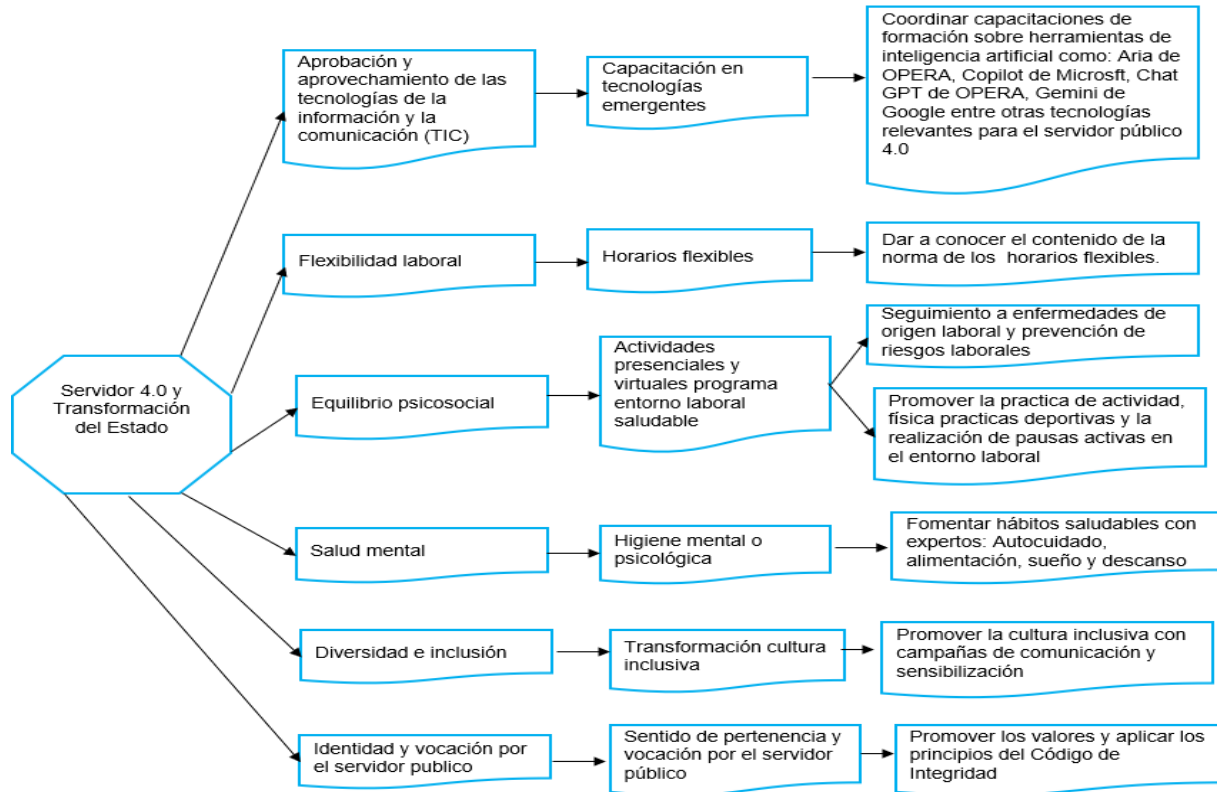 Servidor 4.0 y
Transformación
del Estado
Aprobación y
aprovechamiento de las
tecnologías de la
información y la
comunicación (TIC)
Capacitación en
tecnologías
emergentes
Coordinar capacitaciones de
formación sobre herramientas de
inteligencia artificial como: Aria de
OPERA, Copilot de Microsft, Chat
GPT de OPERA, Gemini de
Google entre otras tecnologías
relevantes para el servidor público
4.0
Flexibilidad laboral
Horarios flexibles
Dar a conocer el contenido de la
norma de los horarios flexibles.
Equilibrio psicosocial
Actividades
presenciales y
virtuales programa
entorno laboral
saludable
Seguimiento a enfermedades de
origen laboral y prevención de
riesgos laborales
Promover la practica de actividad,
física practicas deportivas y la
realización de pausas activas en
el entorno laboral
Salud mental
Higiene mental o
psicológica
Fomentar hábitos saludables con
expertos: Autocuidado,
alimentación, sueño y descanso
Diversidad e inclusión
Transformación cultura
inclusiva
Promover la cultura inclusiva con
campañas de comunicación y
sensibilización
Identidad y vocación por
el servidor publico
Sentido de pertenencia y
vocación por el servidor
público
Promover los valores y aplicar los
principios del Código de
Integridad